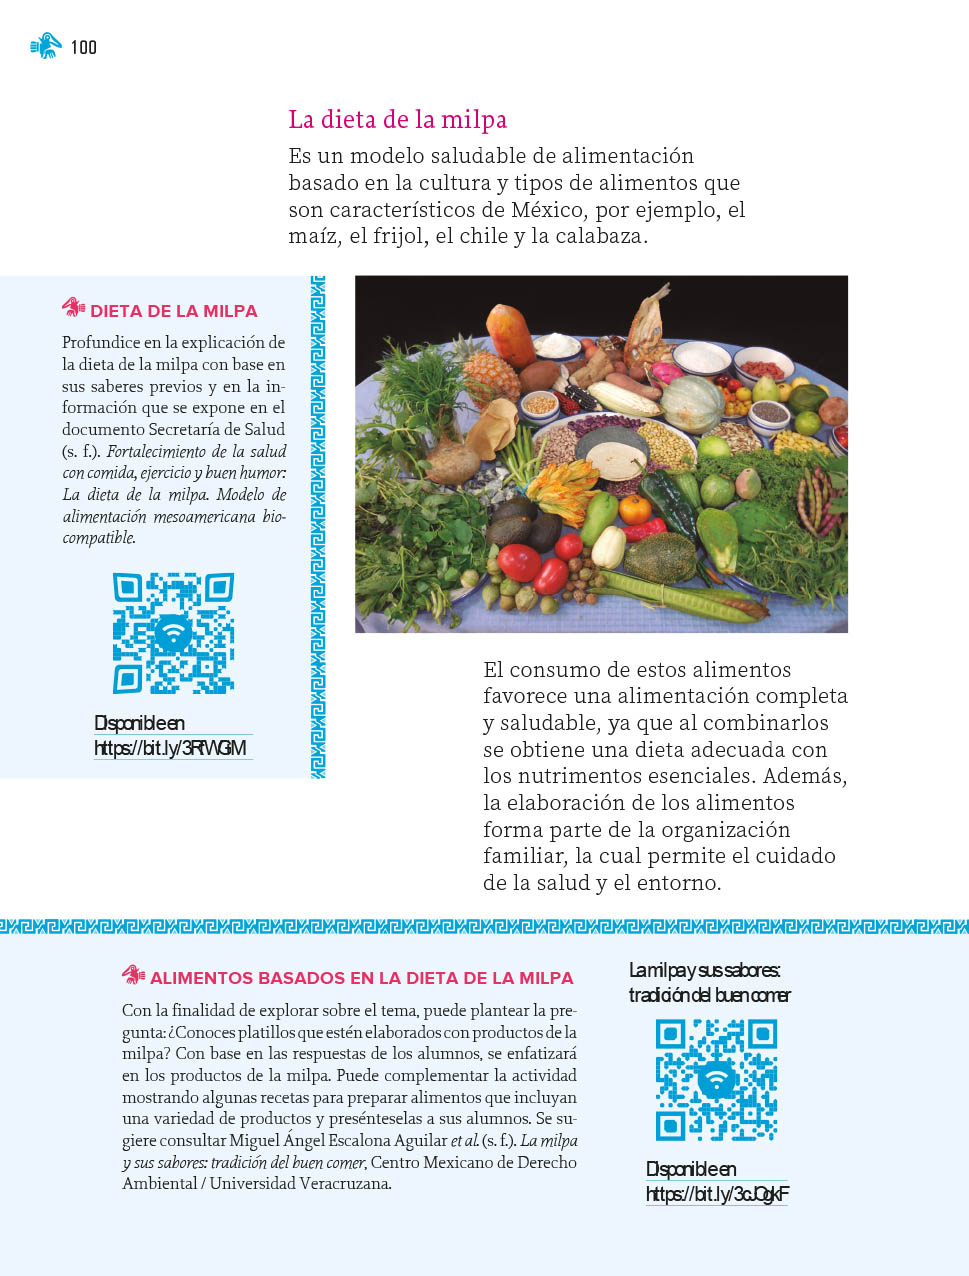 100
La dieta de la milpa
Es un modelo saludable de alimentación
basado en la cultura y tipos de alimentos que
son característicos de México, por ejemplo, el
maíz, el frijol, el chile y la calabaza.
DIETA DE LA MILPA
Profundice en la explicación de
la dieta de la milpa con base en
sus saberes previos y en la in-
formación que se expone en el
documento Secretaría de Salud
(s. f.). Fortalecimiento de la salud
con comida, ejercicio y buen humor:
La dieta de la milpa. Modelo de
alimentación mesoamericana bio-
compatible.
Disponible en
El consumo de estos alimentos
favorece una alimentación completa
y saludable, ya que al combinarlos
se obtiene una dieta adecuada con
los nutrimentos esenciales. Además,
la elaboración de los alimentos
forma parte de la organización
familiar, la cual permite el cuidado
de la salud y el entorno.
ALIMENTOS BASADOS EN LA DIETA DE LA MILPA
Con la finalidad de explorar sobre el tema, puede plantear la pre-
gunta: ¿Conoces platillos que estén elaborados con productos de la
milpa? Con base en las respuestas de los alumnos, se enfatizará
en los productos de la milpa. Puede complementar la actividad
mostrando algunas recetas para preparar alimentos que incluyan
una variedad de productos y presénteselas a sus alumnos. Se su-
giere consultar Miguel Ángel Escalona Aguilar et al. (s. f.). La milpa
y sus sabores: tradición del buen comer, Centro Mexicano de Derecho
Ambiental / Universidad Veracruzana.
La milpa y sus sabores:
tradición del buen comer
Disponible en
https://bit.ly/3cJOgkF